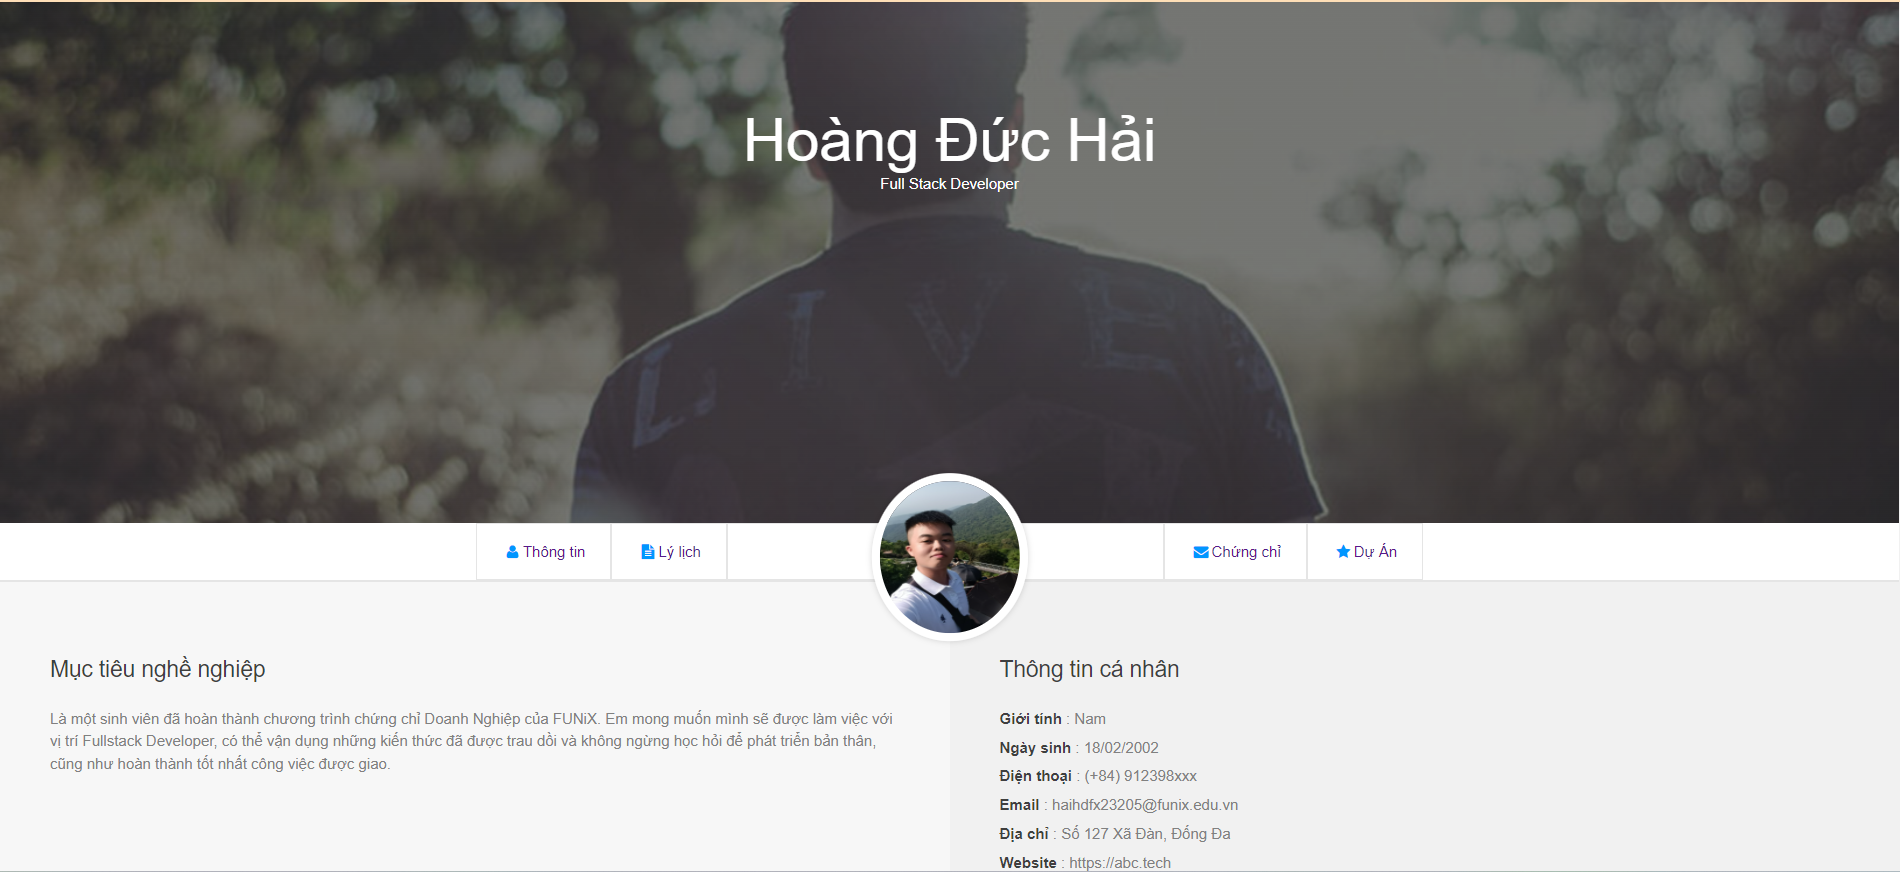 Hoàng Đức Hải
Full Stack Developer
LIVE
Thông tin
Lý lịch
Chứng chỉ
Dự Án
Mục tiêu nghề nghiệp
Là một sinh viên đã hoàn thành chương trình chứng chỉ Doanh Nghiệp của FUNiX. Em mong muốn mình sẽ được làm việc với
vị trí Fullstack Developer, có thể vận dụng những kiến thức đã được trau dồi và không ngừng học hỏi để phát triển bản thân,
cũng như hoàn thành tốt nhất công việc được giao.
Thông tin cá nhân
Giới tính : Nam
Ngày sinh : 18/02/2002
Điện thoại : (+84) 912398xxx
Email : haihdfx23205@funix.edu.vn
Địa chỉ : Số 127 Xã Đàn, Đống Đa
Website : https://abc.tech